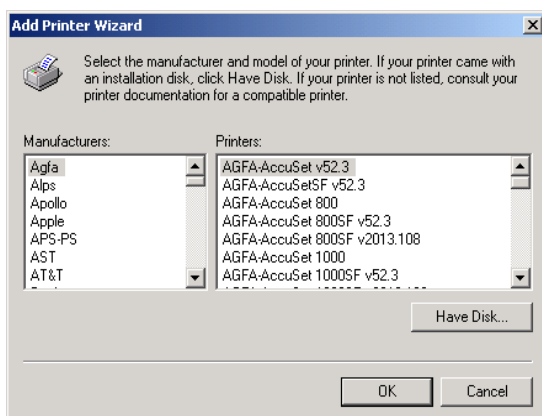 Add Printer Wizard
Select the manufacturer and model of your printer. If your printer came with
an installation disk, click Have Disk. If your printer is not listed, consult your
printer documentation for a compatible printer.
Manufacturers:
Agfa
Alps
Apollo
Apple
APS-PS
AST
AT&T
Printers:
AGFA-AccuSet v52.3
AGFA-AccuSetSF v52.3
AGFA-AccuSet 800
AGFA-AccuSet 800SF v52.3
AGFA-AccuSet 800SF v2013.108
AGFA-AccuSet 1000
AGFA-AccuSet 1000SF v52.3
Have Disk...
OK
Cancel